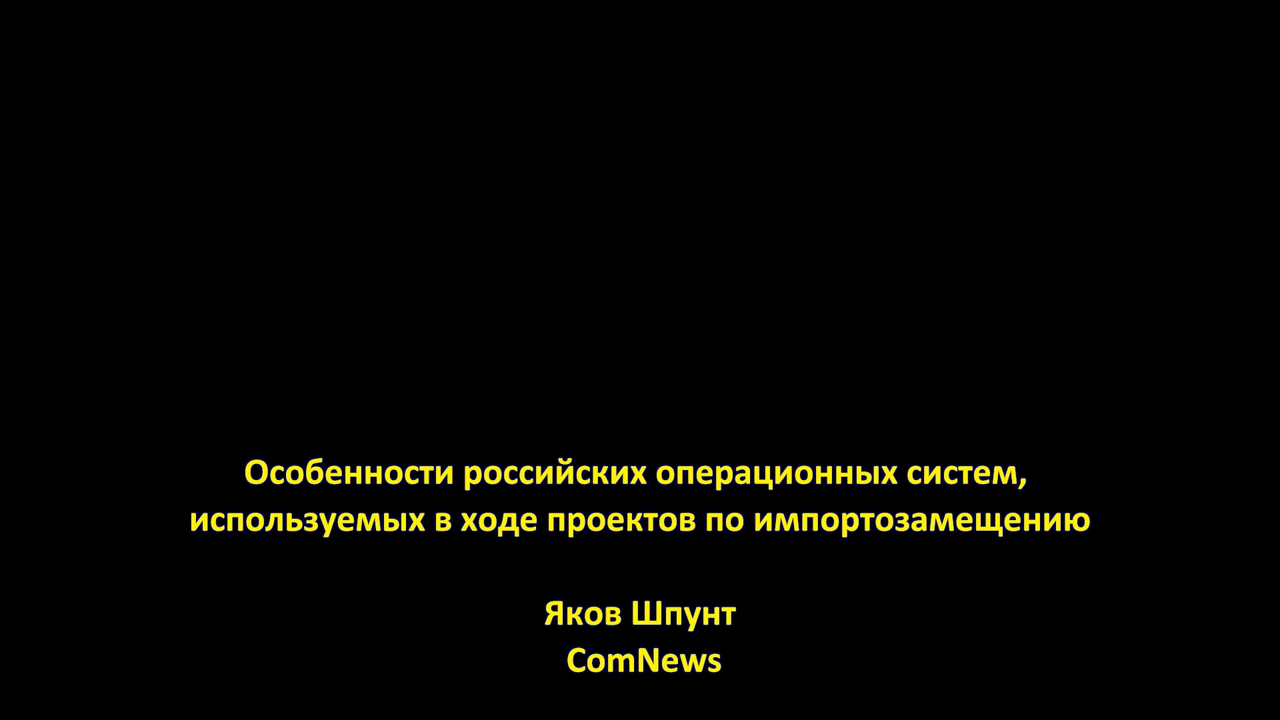 Особенности российских операционных систем,
используемых в ходе проектов по импортозамещению
Яков Шпунт
ComNews